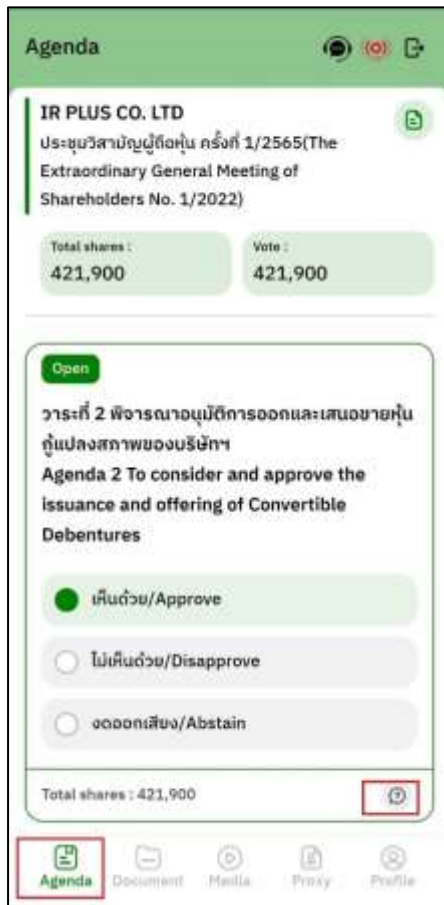 Agenda
IR PLUS CO. LTD
ประชุมวิสามัญผู้ถือหุ้น ครั้งที่ 1/2565(The
Extraordinary General Meeting of
Shareholders No. 1/2022)
Total shares :
421,900
Vote :
421,900
Open
วาระที่ 2 พิจารณาอนุมัติการออกและเสนอขายหุ้น
กู้แปลงสภาพของบริษัทฯ
Agenda 2 To consider and approve the
issuance and offering of Convertible
Debentures
เห็นด้วย/Approve
ไม่เห็นด้วย/Disapprove
งดออกเสียง/Abstain
Total shares : 421,900
Agenda Document Media Proxy Profile